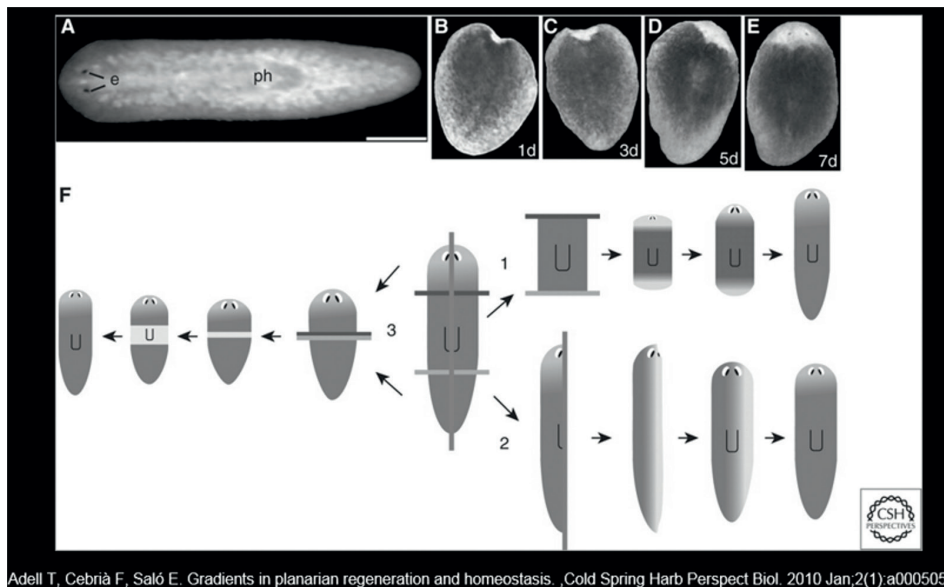 A
e
ph
B
1d
C
3d
D
5d
E
7d
F
1
3
2
CSH
PERSPECTIVES
Adell T, Cebrià F, Saló E. Gradients in planarian regeneration and homeostasis. ,Cold Spring Harb Perspect Biol. 2010 Jan;2(1):a000505